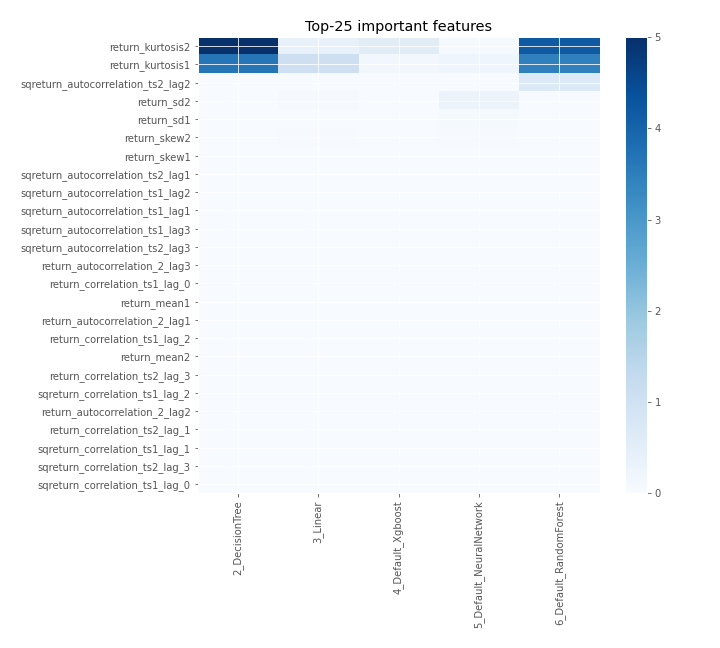 Top-25 important features
return_kurtosis2
return_kurtosis1
sqreturn_autocorrelation_ts2_lag2
return_sd2
return_sd1
return_skew2
return_skew1
sqreturn_autocorrelation_ts2_lag1
sqreturn_autocorrelation_ts1_lag2
sqreturn_autocorrelation_ts1_lag1
sqreturn_autocorrelation_ts1_lag3
sqreturn_autocorrelation_ts2_lag3
return_autocorrelation_2_lag3
return_correlation_ts1_lag_0
return_mean1
return_autocorrelation_2_lag1
return_correlation_ts1_lag_2
return_mean2
return_correlation_ts2_lag_3
sqreturn_correlation_ts1_lag_2
return_autocorrelation_2_lag2
return_correlation_ts2_lag_1
sqreturn_correlation_ts1_lag_1
sqreturn_correlation_ts2_lag_3
sqreturn_correlation_ts1_lag_0
2_DecisionTree
3_Linear
4_Default_Xgboost
5_Default_NeuralNetwork
6_Default_RandomForest
5
4
3
2
1
0